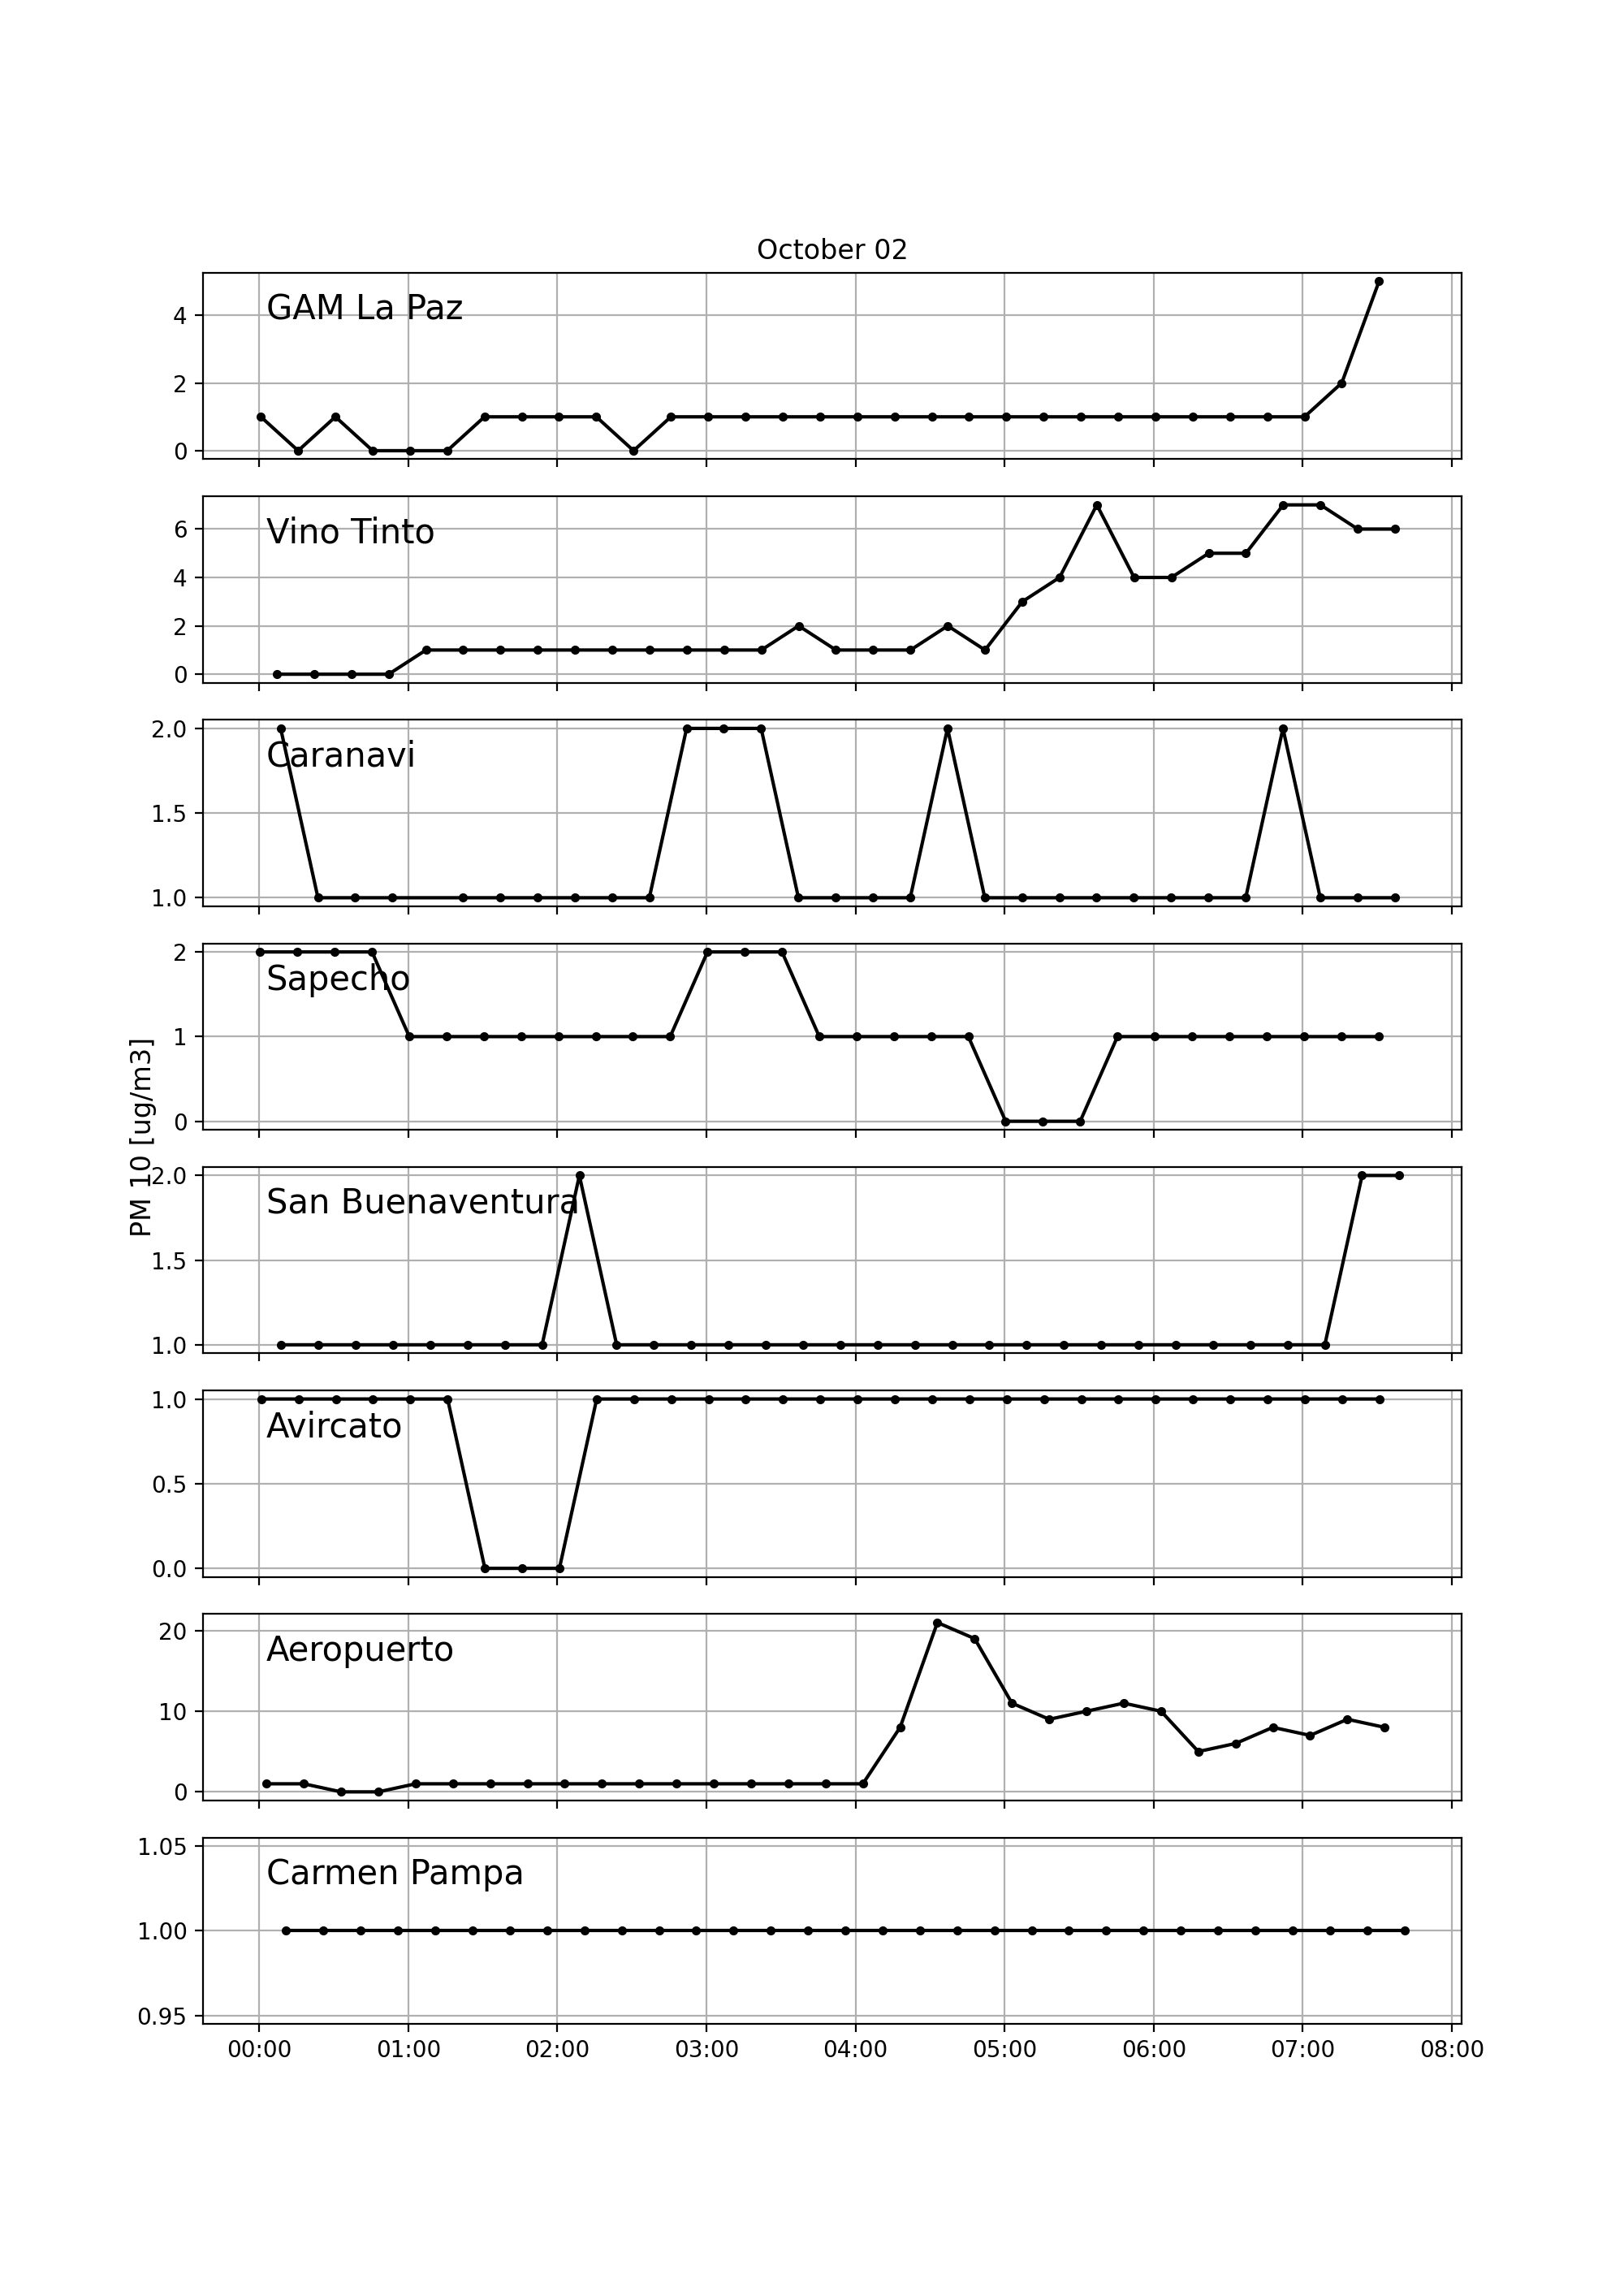 October 02
GAM La Paz
4
2
0
Vino Tinto
6
4
2
0
Caranavi
2.0
1.5
1.0
Sapecho
2
1
0
PM 10 [ug/m3]
San Buenaventura
2.0
1.5
1.0
Avircato
1.0
0.5
0.0
Aeropuerto
20
10
0
Carmen Pampa
1.05
1.00
0.95
00:00 01:00 02:00 03:00 04:00 05:00 06:00 07:00 08:00